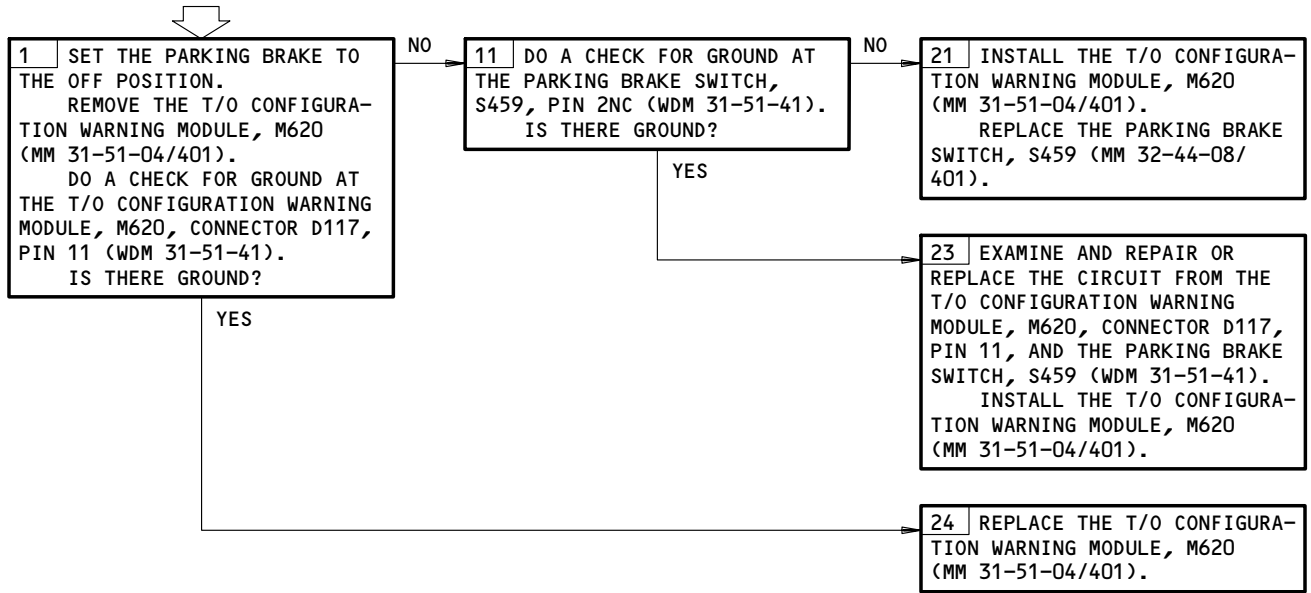 1 SET THE PARKING BRAKE TO
THE OFF POSITION.
REMOVE THE T/O CONFIGURA-
TION WARNING MODULE, M620
(MM 31-51-04/401).
DO A CHECK FOR GROUND AT
THE T/O CONFIGURATION WARNING
MODULE, M620, CONNECTOR D117,
PIN 11 (WDM 31-51-41).
IS THERE GROUND?
NO
YES
11 DO A CHECK FOR GROUND AT
THE PARKING BRAKE SWITCH,
S459, PIN 2NC (WDM 31-51-41).
IS THERE GROUND?
NO
YES
21 INSTALL THE T/O CONFIGURA-
TION WARNING MODULE, M620
(MM 31-51-04/401).
REPLACE THE PARKING BRAKE
SWITCH, S459 (MM 32-44-08/
401).
23 EXAMINE AND REPAIR OR
REPLACE THE CIRCUIT FROM THE
T/O CONFIGURATION WARNING
MODULE, M620, CONNECTOR D117,
PIN 11, AND THE PARKING BRAKE
SWITCH, S459 (WDM 31-51-41).
INSTALL THE T/O CONFIGURA-
TION WARNING MODULE, M620
(MM 31-51-04/401).
24 REPLACE THE T/O CONFIGURA-
TION WARNING MODULE, M620
(MM 31-51-04/401).